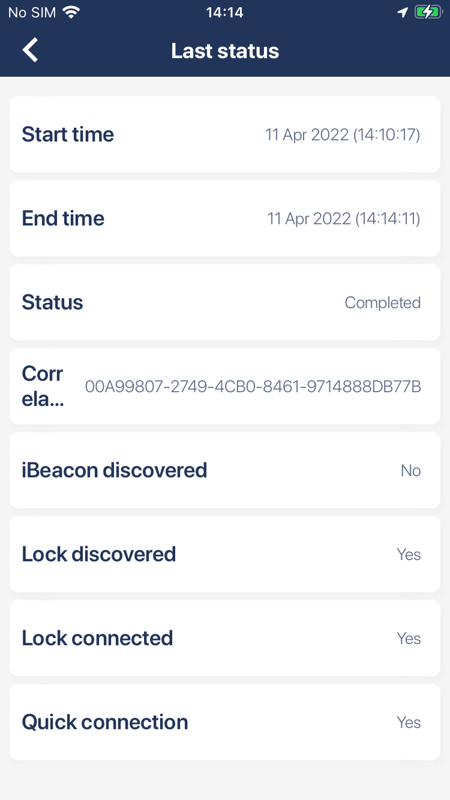 No SIM 14:14
Last status
Start time 11 Apr 2022 (14:10:17)
End time 11 Apr 2022 (14:14:11)
Status Completed
Corr
ela... 00A99807-2749-4CB0-8461-9714888DB77B
iBeacon discovered No
Lock discovered Yes
Lock connected Yes
Quick connection Yes